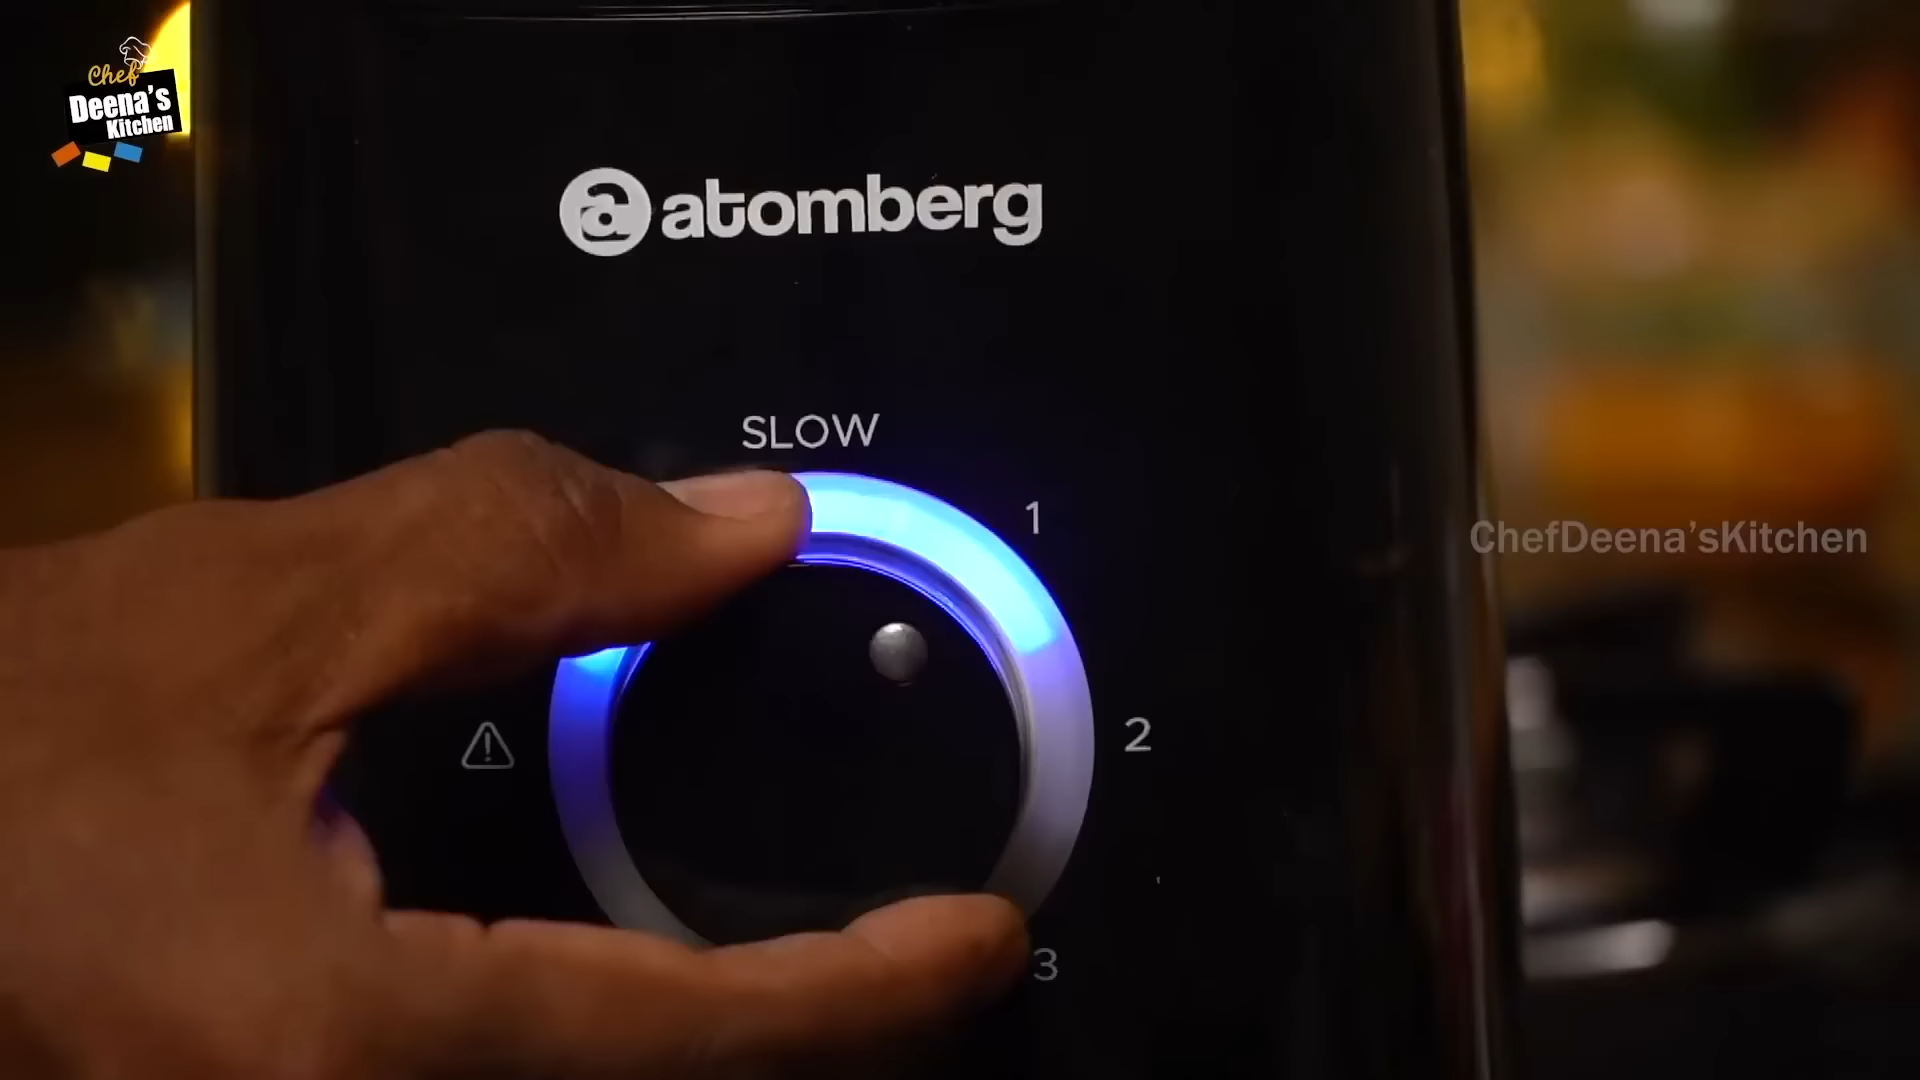 Chef
Deena's
Kitchen
atomberg
SLOW
1
ChefDeena'sKitchen
2
3